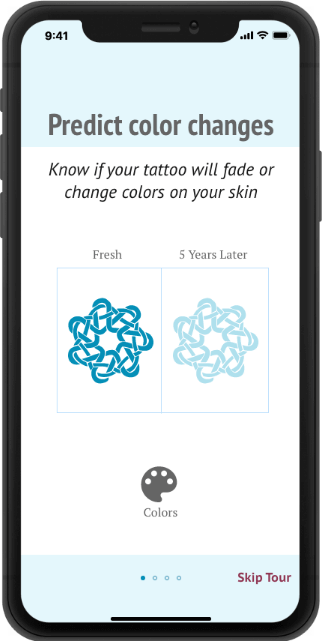 9:41
Predict color changes
Know if your tattoo will fade or
change colors on your skin
Fresh
5 Years Later
Colors
Skip Tour